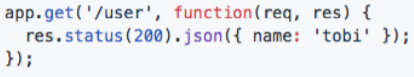 app.get('/user', function(req, res) {
  res.status(200).json({ name: 'tobi' });
});